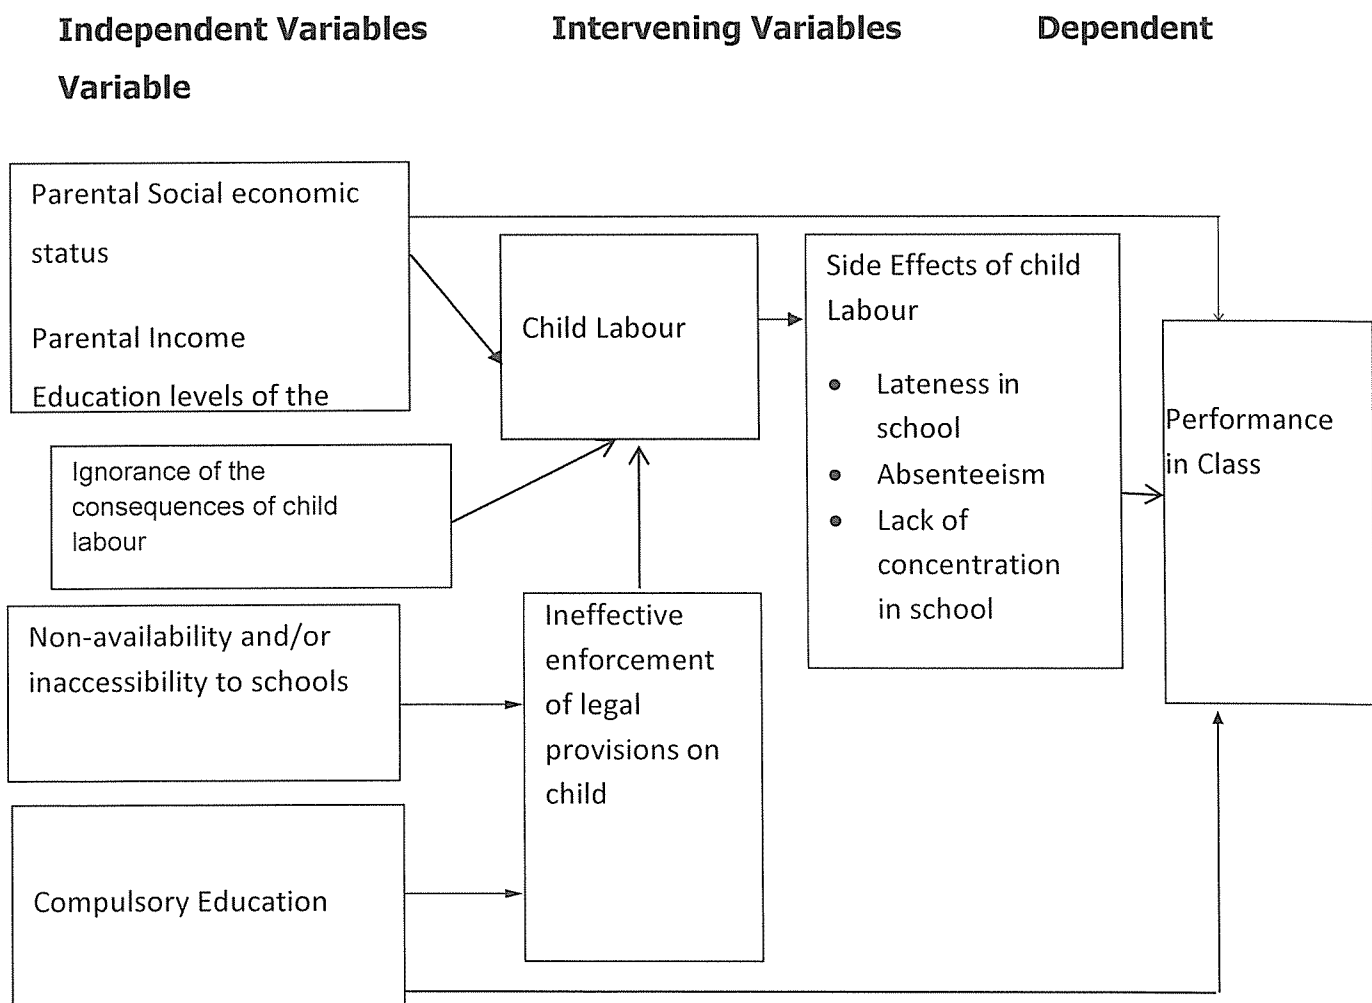 Independent Variables Intervening Variables Dependent
Variable
Parental Social economic
status
Parental Income
Education levels of the
Ignorance of the
consequences of child
labour
Non-availability and/or
inaccessibility to schools
Compulsory Education
Child Labour
Ineffective
enforcement
of legal
provisions on
child
Side Effects of child
Labour
• Lateness in
school
• Absenteeism
• Lack of
concentration
in school
Performance
in Class